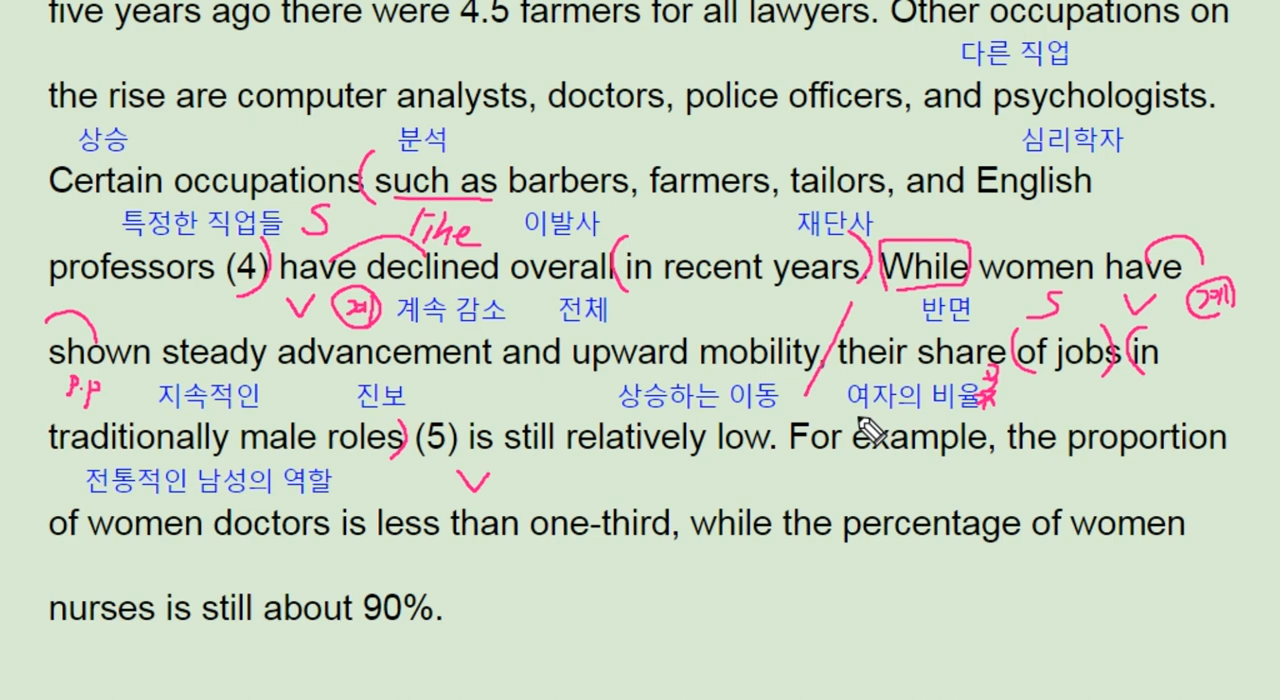 five years ago there were 4.5 farmers for all lawyers. Other occupations on
다른 직업
the rise are computer analysts, doctors, police officers, and psychologists.
상승 분석 심리학자
Certain occupations (such as barbers, farmers, tailors, and English
특정한 직업들 S like 이발사 재단사
professors (4)) have declined overall (in recent years). While women have
V 계 계속 감소 전체 반면 S V 계
shown steady advancement and upward mobility, / their share (of jobs) (in
p.p 지속적인 진보 상승하는 이동 여자의 비율
traditionally male roles) (5) is still relatively low. For example, the proportion
전통적인 남성의 역할 V
of women doctors is less than one-third, while the percentage of women
nurses is still about 90%.